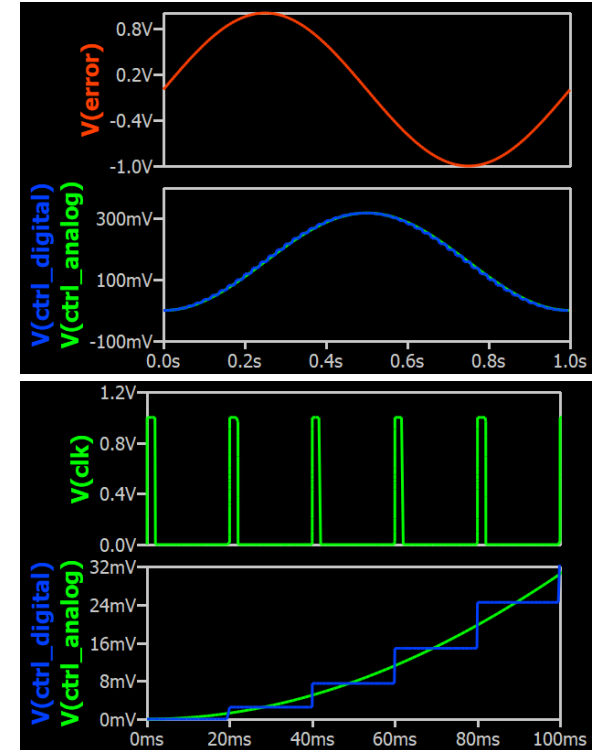 V(error)
0.8V
0.2V
-0.4V
-1.0V
V(ctrl_digital)
V(ctrl_analog)
300mV
100mV
-100mV
0.0s 0.2s 0.4s 0.6s 0.8s 1.0s
V(clk)
1.2V
0.8V
0.4V
0.0V
V(ctrl_digital)
V(ctrl_analog)
32mV
24mV
16mV
8mV
0mV
0ms 20ms 40ms 60ms 80ms 100ms